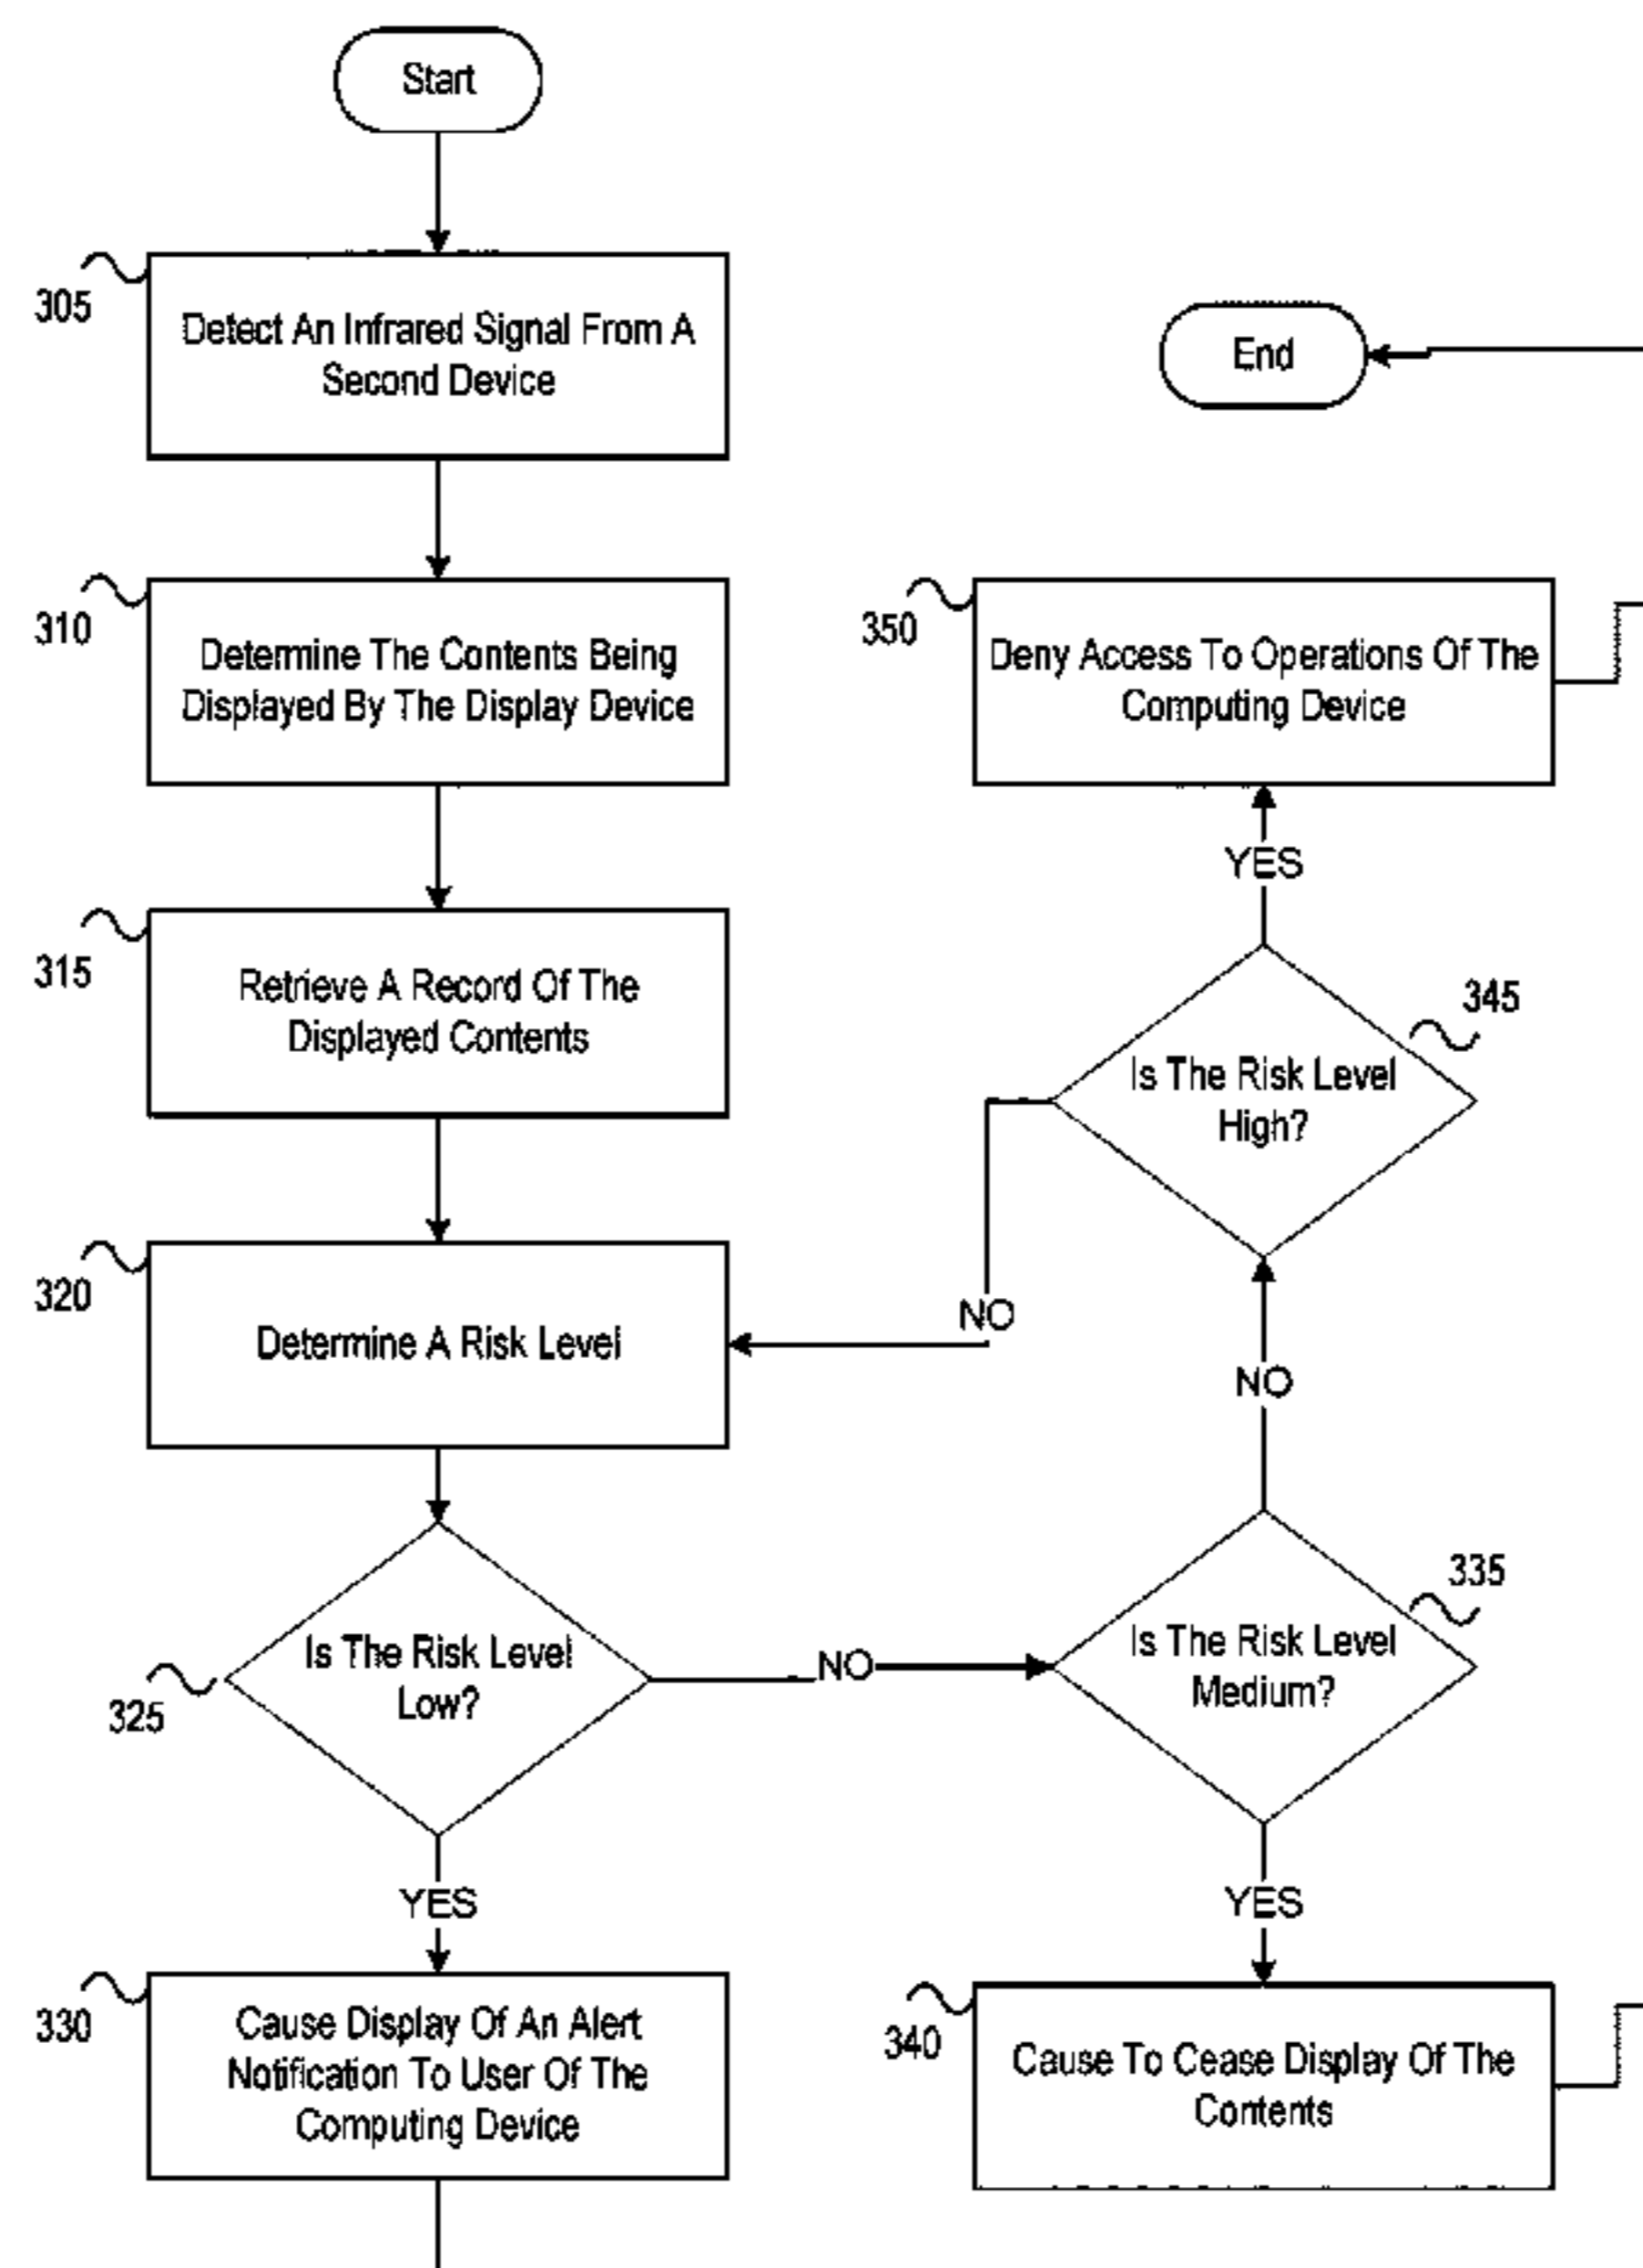 Start
305
Detect An Infrared Signal From A
Second Device
310
Determine The Contents Being
Displayed By The Display Device
315
Retrieve A Record Of The
Displayed Contents
320
Determine A Risk Level
325
Is The Risk Level
Low?
YES
330
Cause Display Of An Alert
Notification To User Of The
Computing Device
NO
335
Is The Risk Level
Medium?
YES
340
Cause To Cease Display Of The
Contents
NO
345
Is The Risk Level
High?
NO
YES
350
Deny Access To Operations Of The
Computing Device
End